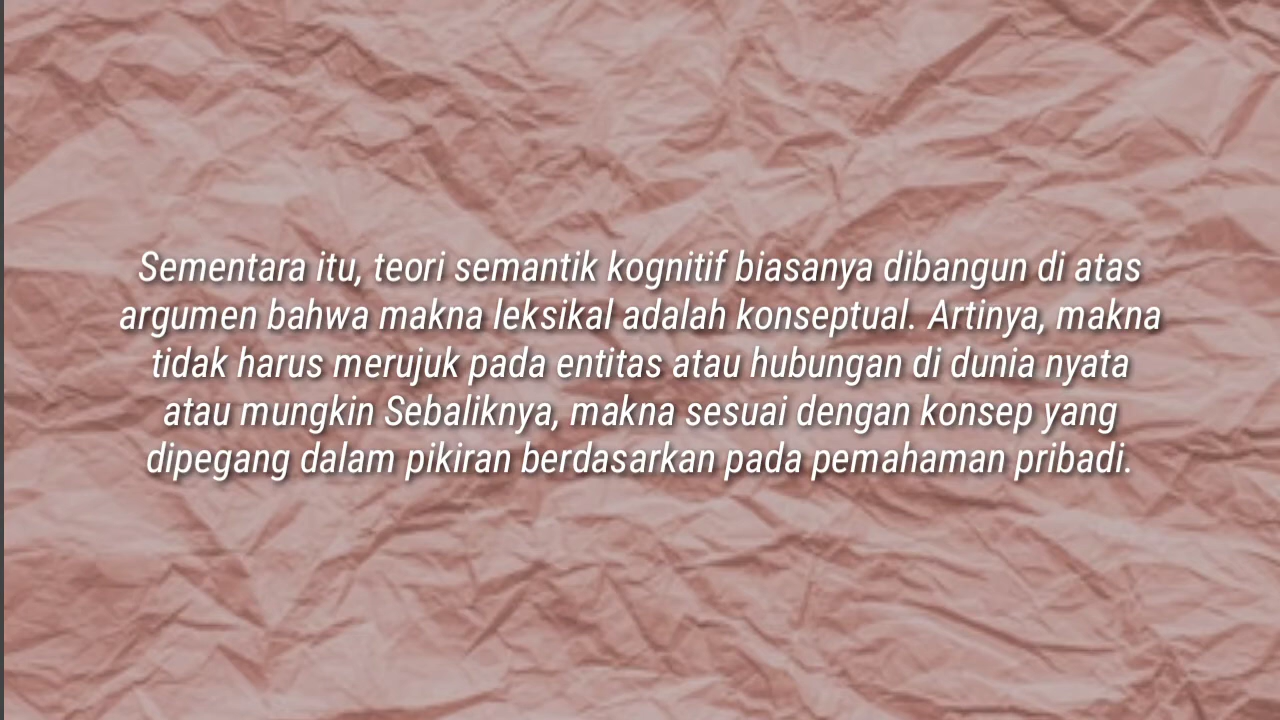 Sementara itu, teori semantik kognitif biasanya dibangun di atas
argumen bahwa makna leksikal adalah konseptual. Artinya, makna
tidak harus merujuk pada entitas atau hubungan di dunia nyata
atau mungkin Sebaliknya, makna sesuai dengan konsep yang
dipegang dalam pikiran berdasarkan pada pemahaman pribadi.